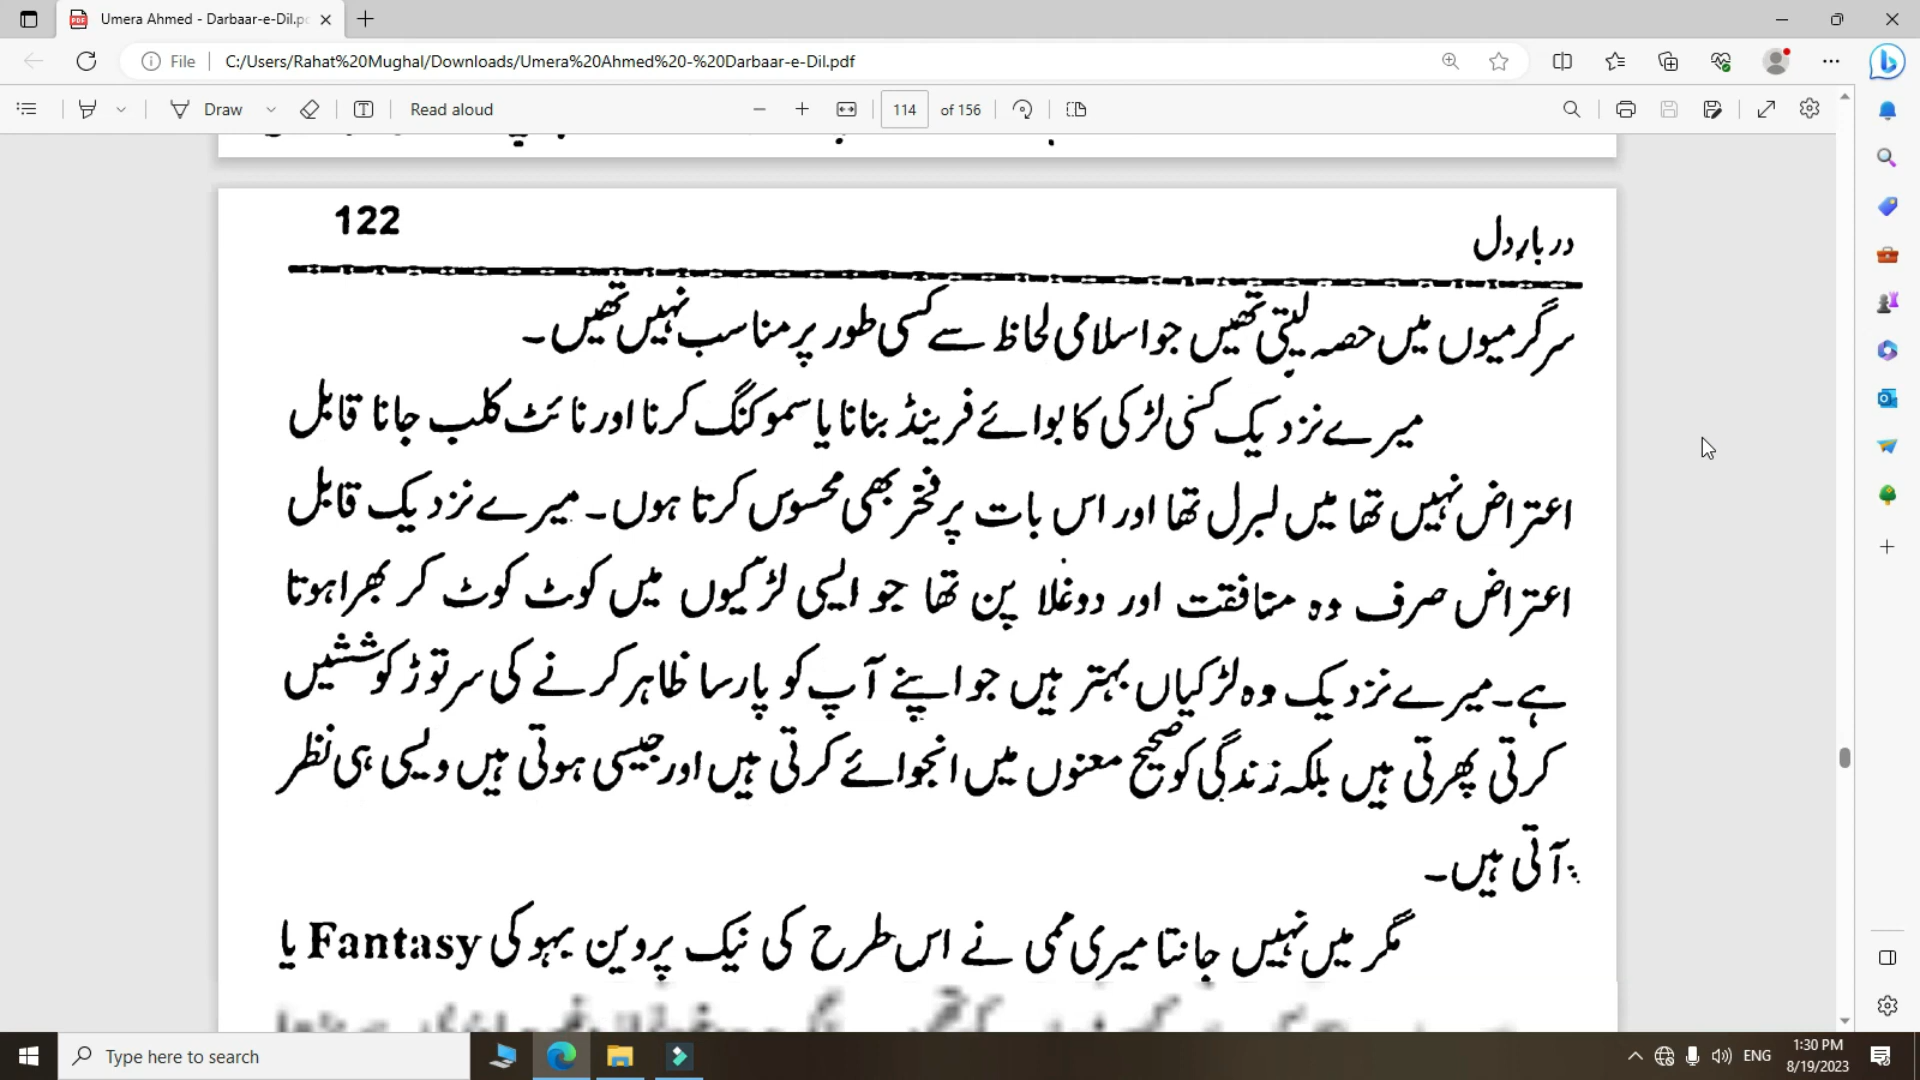 Umera Ahmed - Darbaar-e-Dil.p
File
C:/Users/Rahat%20Mughal/Downloads/Umera%20Ahmed%20-%20Darbaar-e-Dil.pdf
Draw
Read aloud
114 of 156
122
دربارِدل
سرگرمیوں میں حصہ لیتی تھیں جو اسلامی لحاظ سے کسی طور پر مناسب نہیں تھیں۔
میرے نزدیک کسی لڑکی کا بوائے فرینڈ بنانا یا سموکنگ کرنا اور نائٹ کلب جانا قابل
اعتراض نہیں تھا میں لبرل تھا اور اس بات پر فخر بھی محسوس کرتا ہوں۔ میرے نزدیک قابل
اعتراض صرف وہ منافقت اور دوغلا پن تھا جو ایسی لڑکیوں میں کوٹ کوٹ کر بھرا ہوتا
ہے۔ میرے نزدیک وہ لڑکیاں بہتر ہیں جو اپنے آپ کو پارسا ظاہر کرنے کی سرتوڑ کوششیں
کرتی پھرتی ہیں بلکہ زندگی کو صحیح معنوں میں انجوائے کرتی ہیں اور جیسی ہوتی ہیں ویسی ہی نظر
آتی ہیں۔
مگر میں نہیں جانتا میری ممی نے اس طرح کی نیک پروین بہو کی Fantasy یا
Type here to search
ENG
1:30 PM
8/19/2023